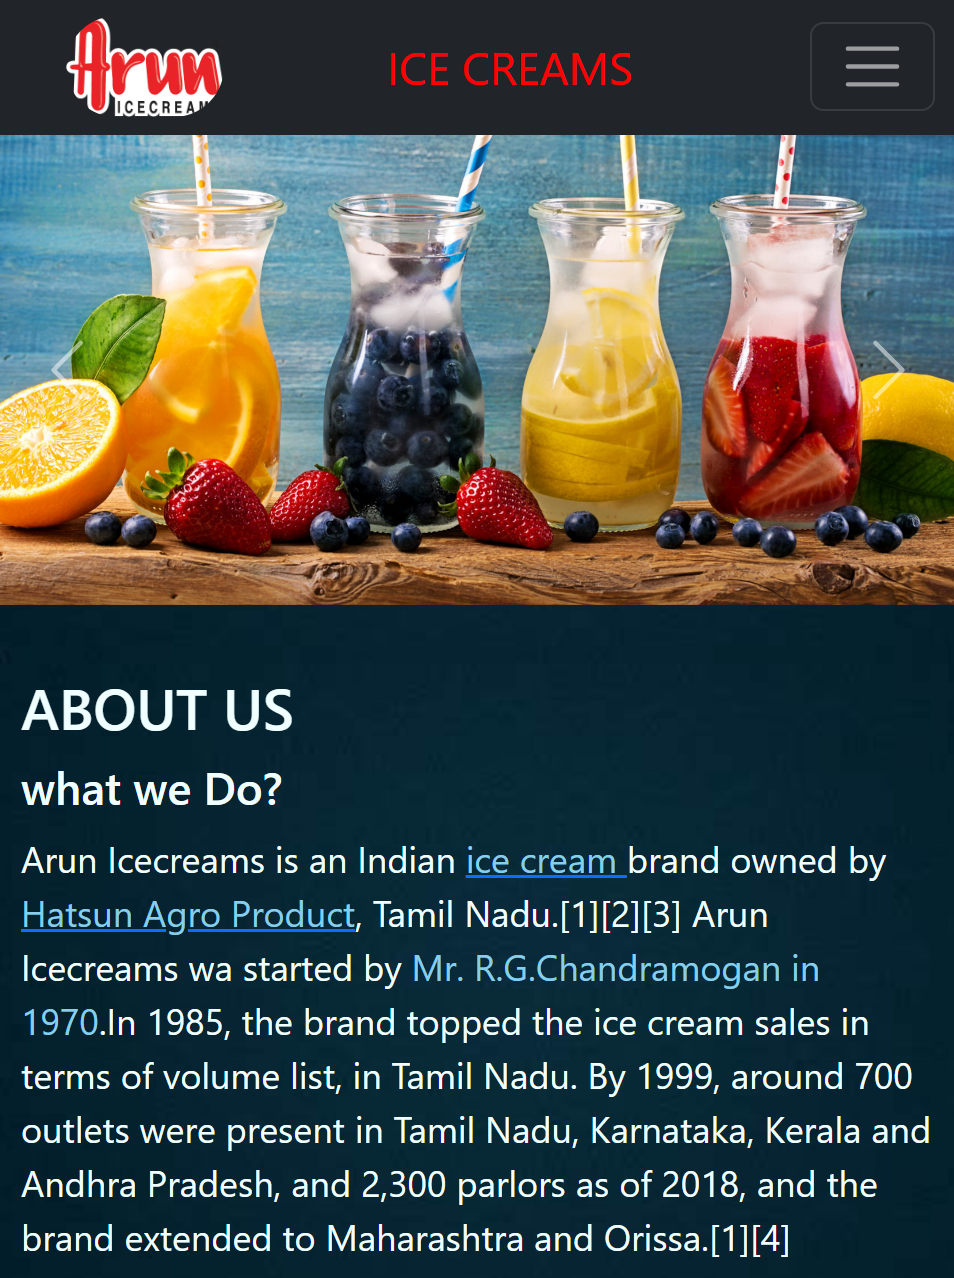 Arun
ICECREAM
ICE CREAMS
ABOUT US
what we Do?
Arun Icecreams is an Indian ice cream brand owned by
Hatsun Agro Product, Tamil Nadu.[1][2][3] Arun
Icecreams wa started by Mr. R.G.Chandramogan in
1970.In 1985, the brand topped the ice cream sales in
terms of volume list, in Tamil Nadu. By 1999, around 700
outlets were present in Tamil Nadu, Karnataka, Kerala and
Andhra Pradesh, and 2,300 parlors as of 2018, and the
brand extended to Maharashtra and Orissa.[1][4]